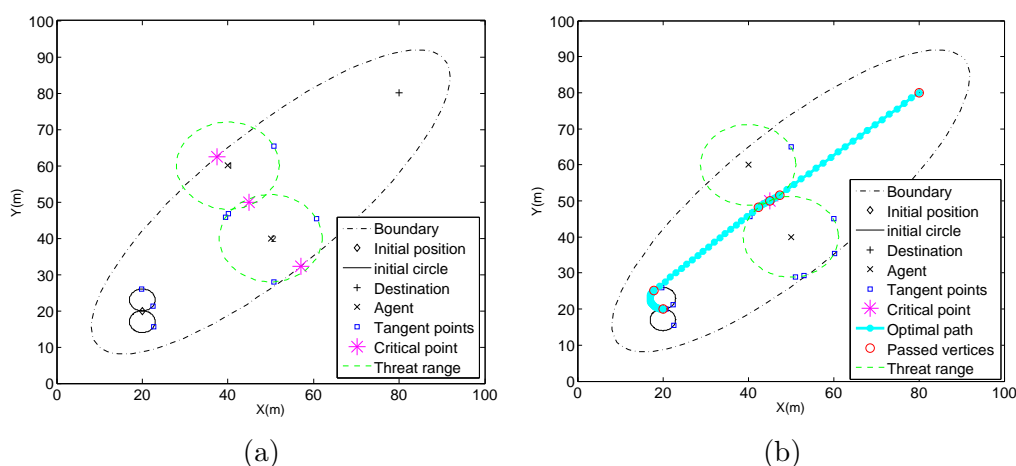 100
90
80
70
60
50
40
30
20
10
0
Y(m)
0
20
40
60
80
100
X(m)
Boundary
Initial position
initial circle
Destination
Agent
Tangent points
Critical point
Threat range
(a)
100
90
80
70
60
50
40
30
20
10
0
Y(m)
0
20
40
60
80
100
X(m)
Boundary
Initial position
initial circle
Destination
Agent
Tangent points
Critical point
Optimal path
Passed vertices
Threat range
(b)